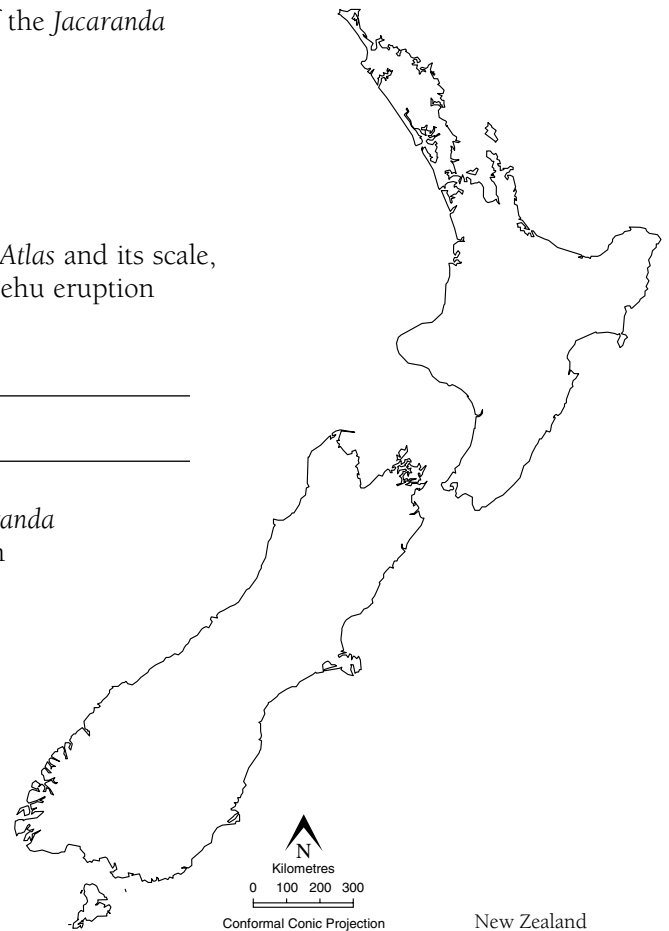 f the Jacaranda
Atlas and its scale,
ehu eruption
anda
N
Kilometres
0 100 200 300
Conformal Conic Projection
New Zealand